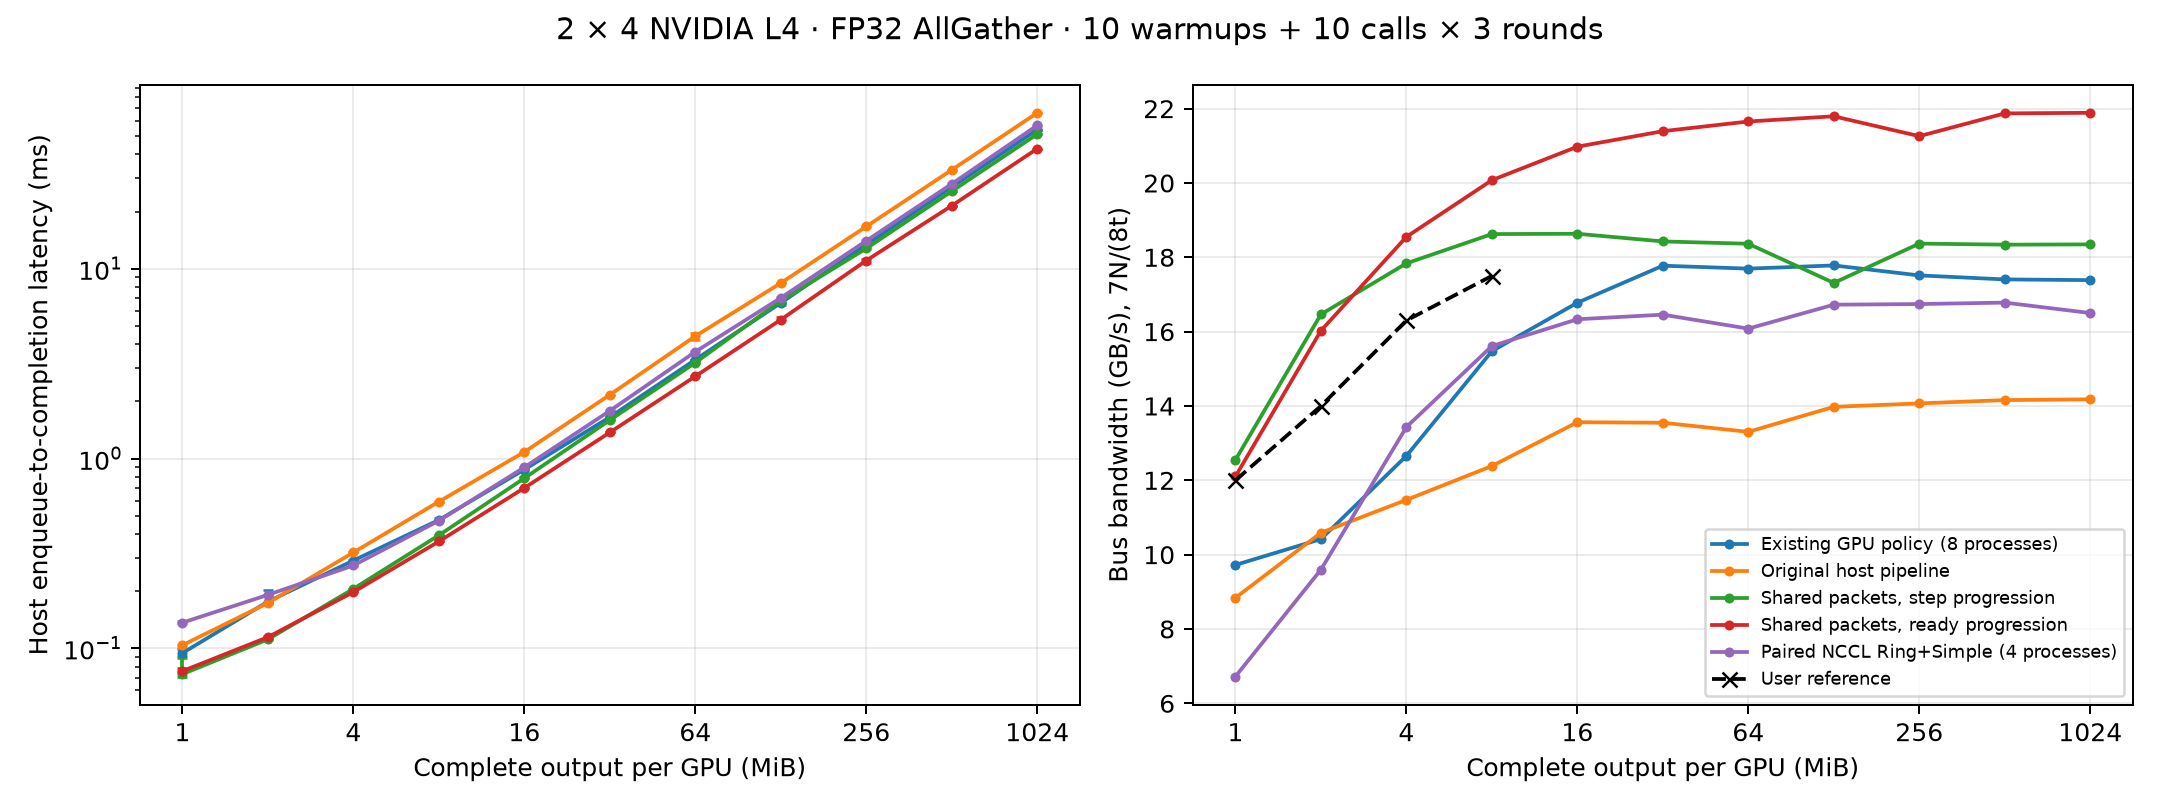 2 × 4 NVIDIA L4 · FP32 AllGather · 10 warmups + 10 calls × 3 rounds
Host enqueue-to-completion latency (ms)
10¹
10⁰
10⁻¹
1 4 16 64 256 1024
Complete output per GPU (MiB)
Bus bandwidth (GB/s), 7N/(8t)
22
20
18
16
14
12
10
8
6
1 4 16 64 256 1024
Complete output per GPU (MiB)
Existing GPU policy (8 processes)
Original host pipeline
Shared packets, step progression
Shared packets, ready progression
Paired NCCL Ring+Simple (4 processes)
User reference